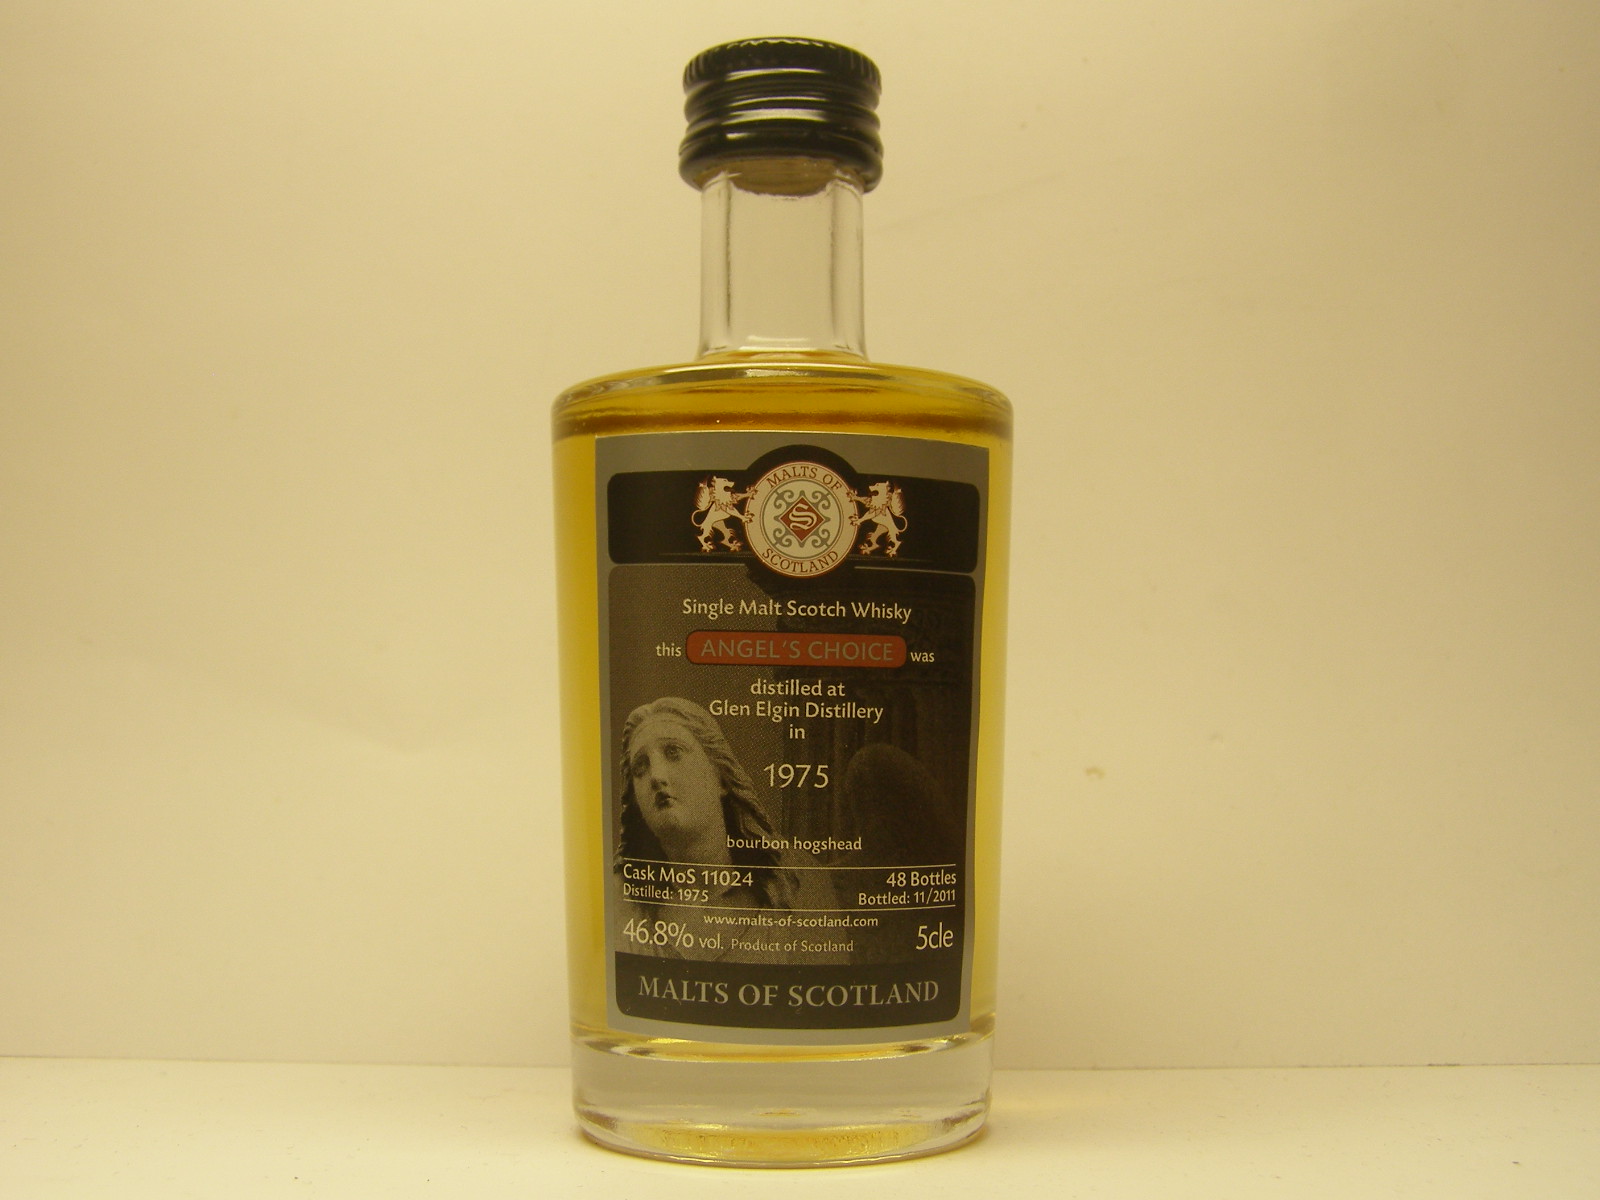 MALTS OF
S
SCOTLAND
Single Malt Scotch Whisky
this ANGEL'S CHOICE was
distilled at
Glen Elgin Distillery
in
1975
bourbon hogshead
Cask MoS 11024 48 Bottles
Distilled: 1975 Bottled: 11/2011
www.malts-of-scotland.com
46.8% vol. Product of Scotland 5cle
MALTS OF SCOTLAND